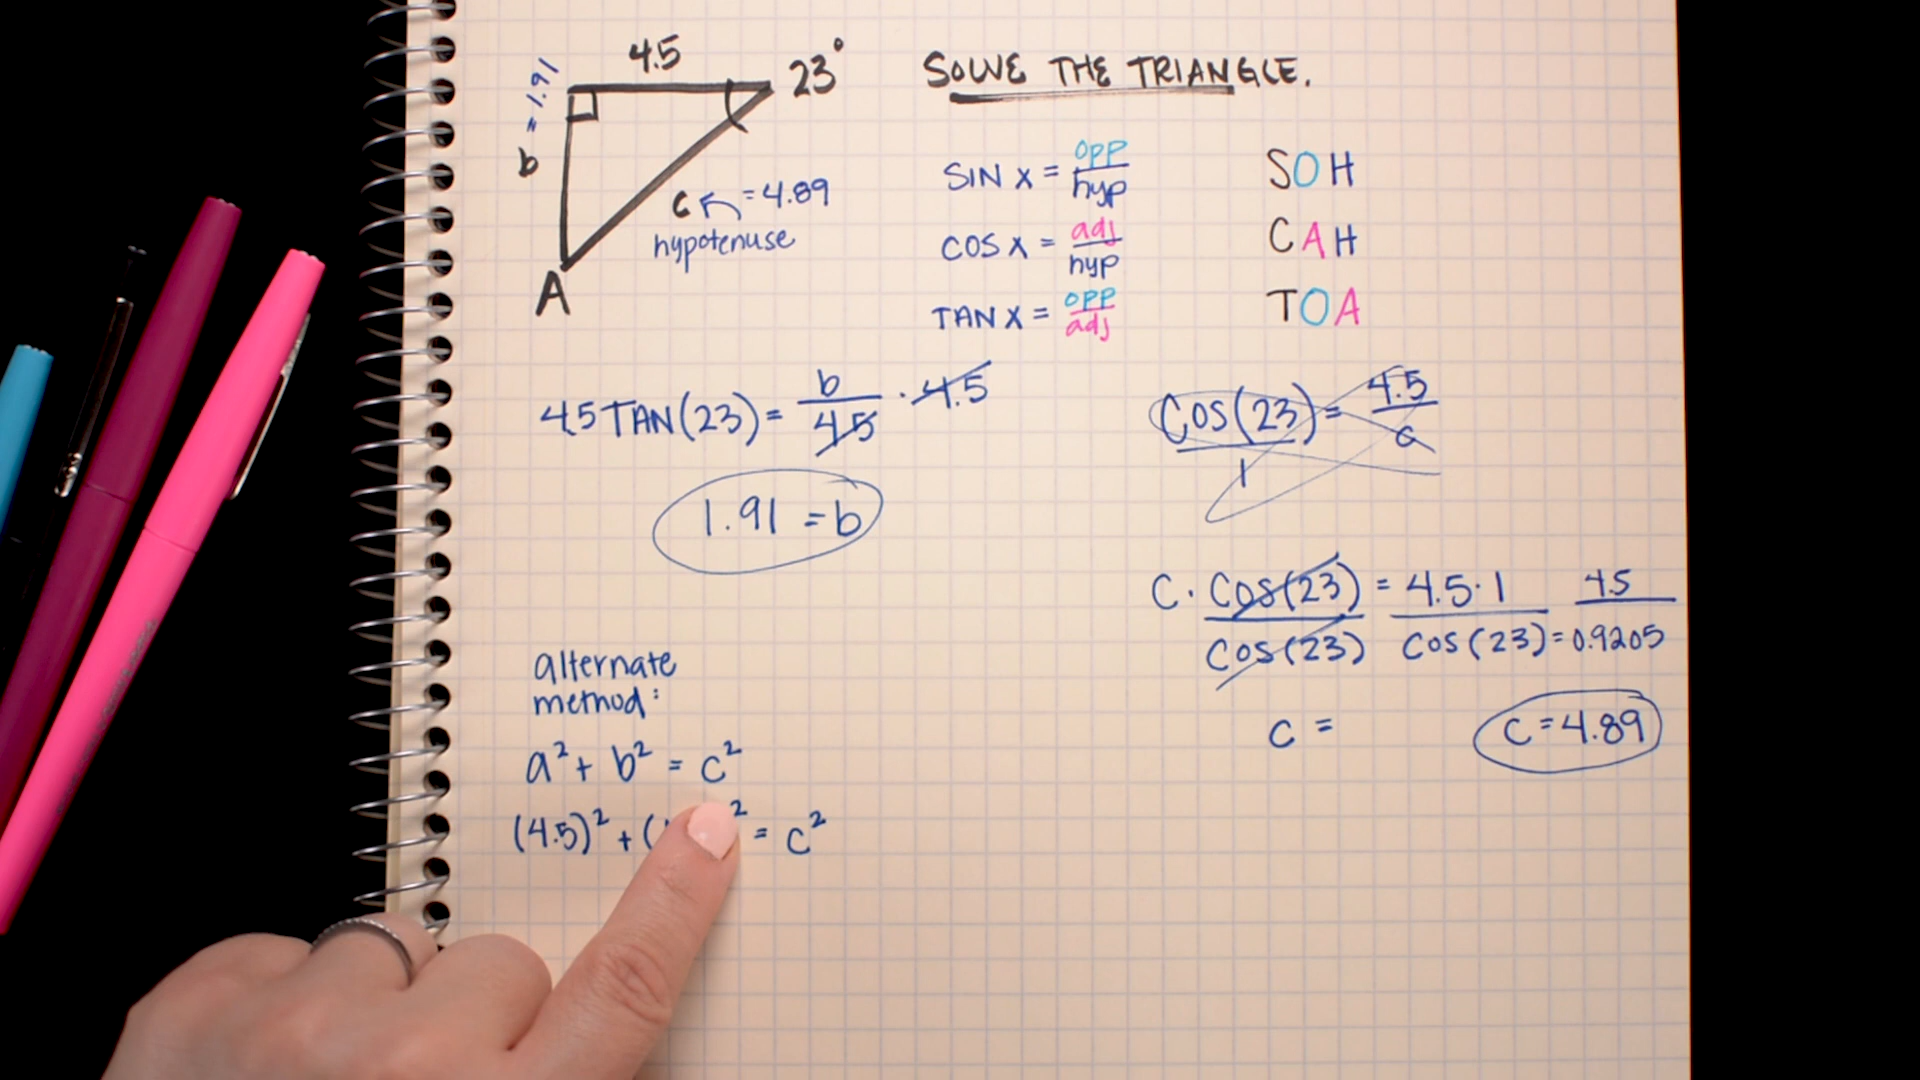 4.5
23°
b = 1.91
c = 4.89
hypotenuse
A
SOLVE THE TRIANGLE.
SIN x = opp/hyp
COS x = adj/hyp
TAN x = opp/adj
SOH
CAH
TOA
4.5 TAN(23) = b/4.5 · 4.5
1.91 = b
COS(23)/1 = 4.5/c
C · COS(23)/COS(23) = 4.5 · 1/COS(23) = 4.5/0.9205
c =
C = 4.89
alternate
method:
a² + b² = c²
(4.5)² + ( ² = c²